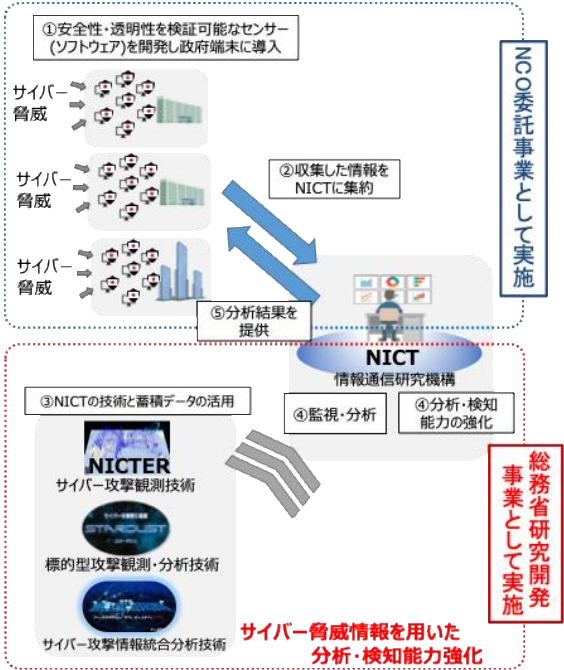 ①安全性・透明性を検証可能なセンサー
(ソフトウェア)を開発し政府端末に導入
サイバー
脅威
サイバー
脅威
サイバー
脅威
②収集した情報を
NICTに集約
NCO委託事業として実施
⑤分析結果を
提供
NICT
情報通信研究機構
④監視・分析
④分析・検知
能力の強化
③NICTの技術と蓄積データの活用
NICTER
サイバー攻撃観測技術
STARDUST
標的型攻撃観測・分析技術
サイバー攻撃情報統合分析技術
総務省研究開発
事業として実施
サイバー脅威情報を用いた
分析・検知能力強化